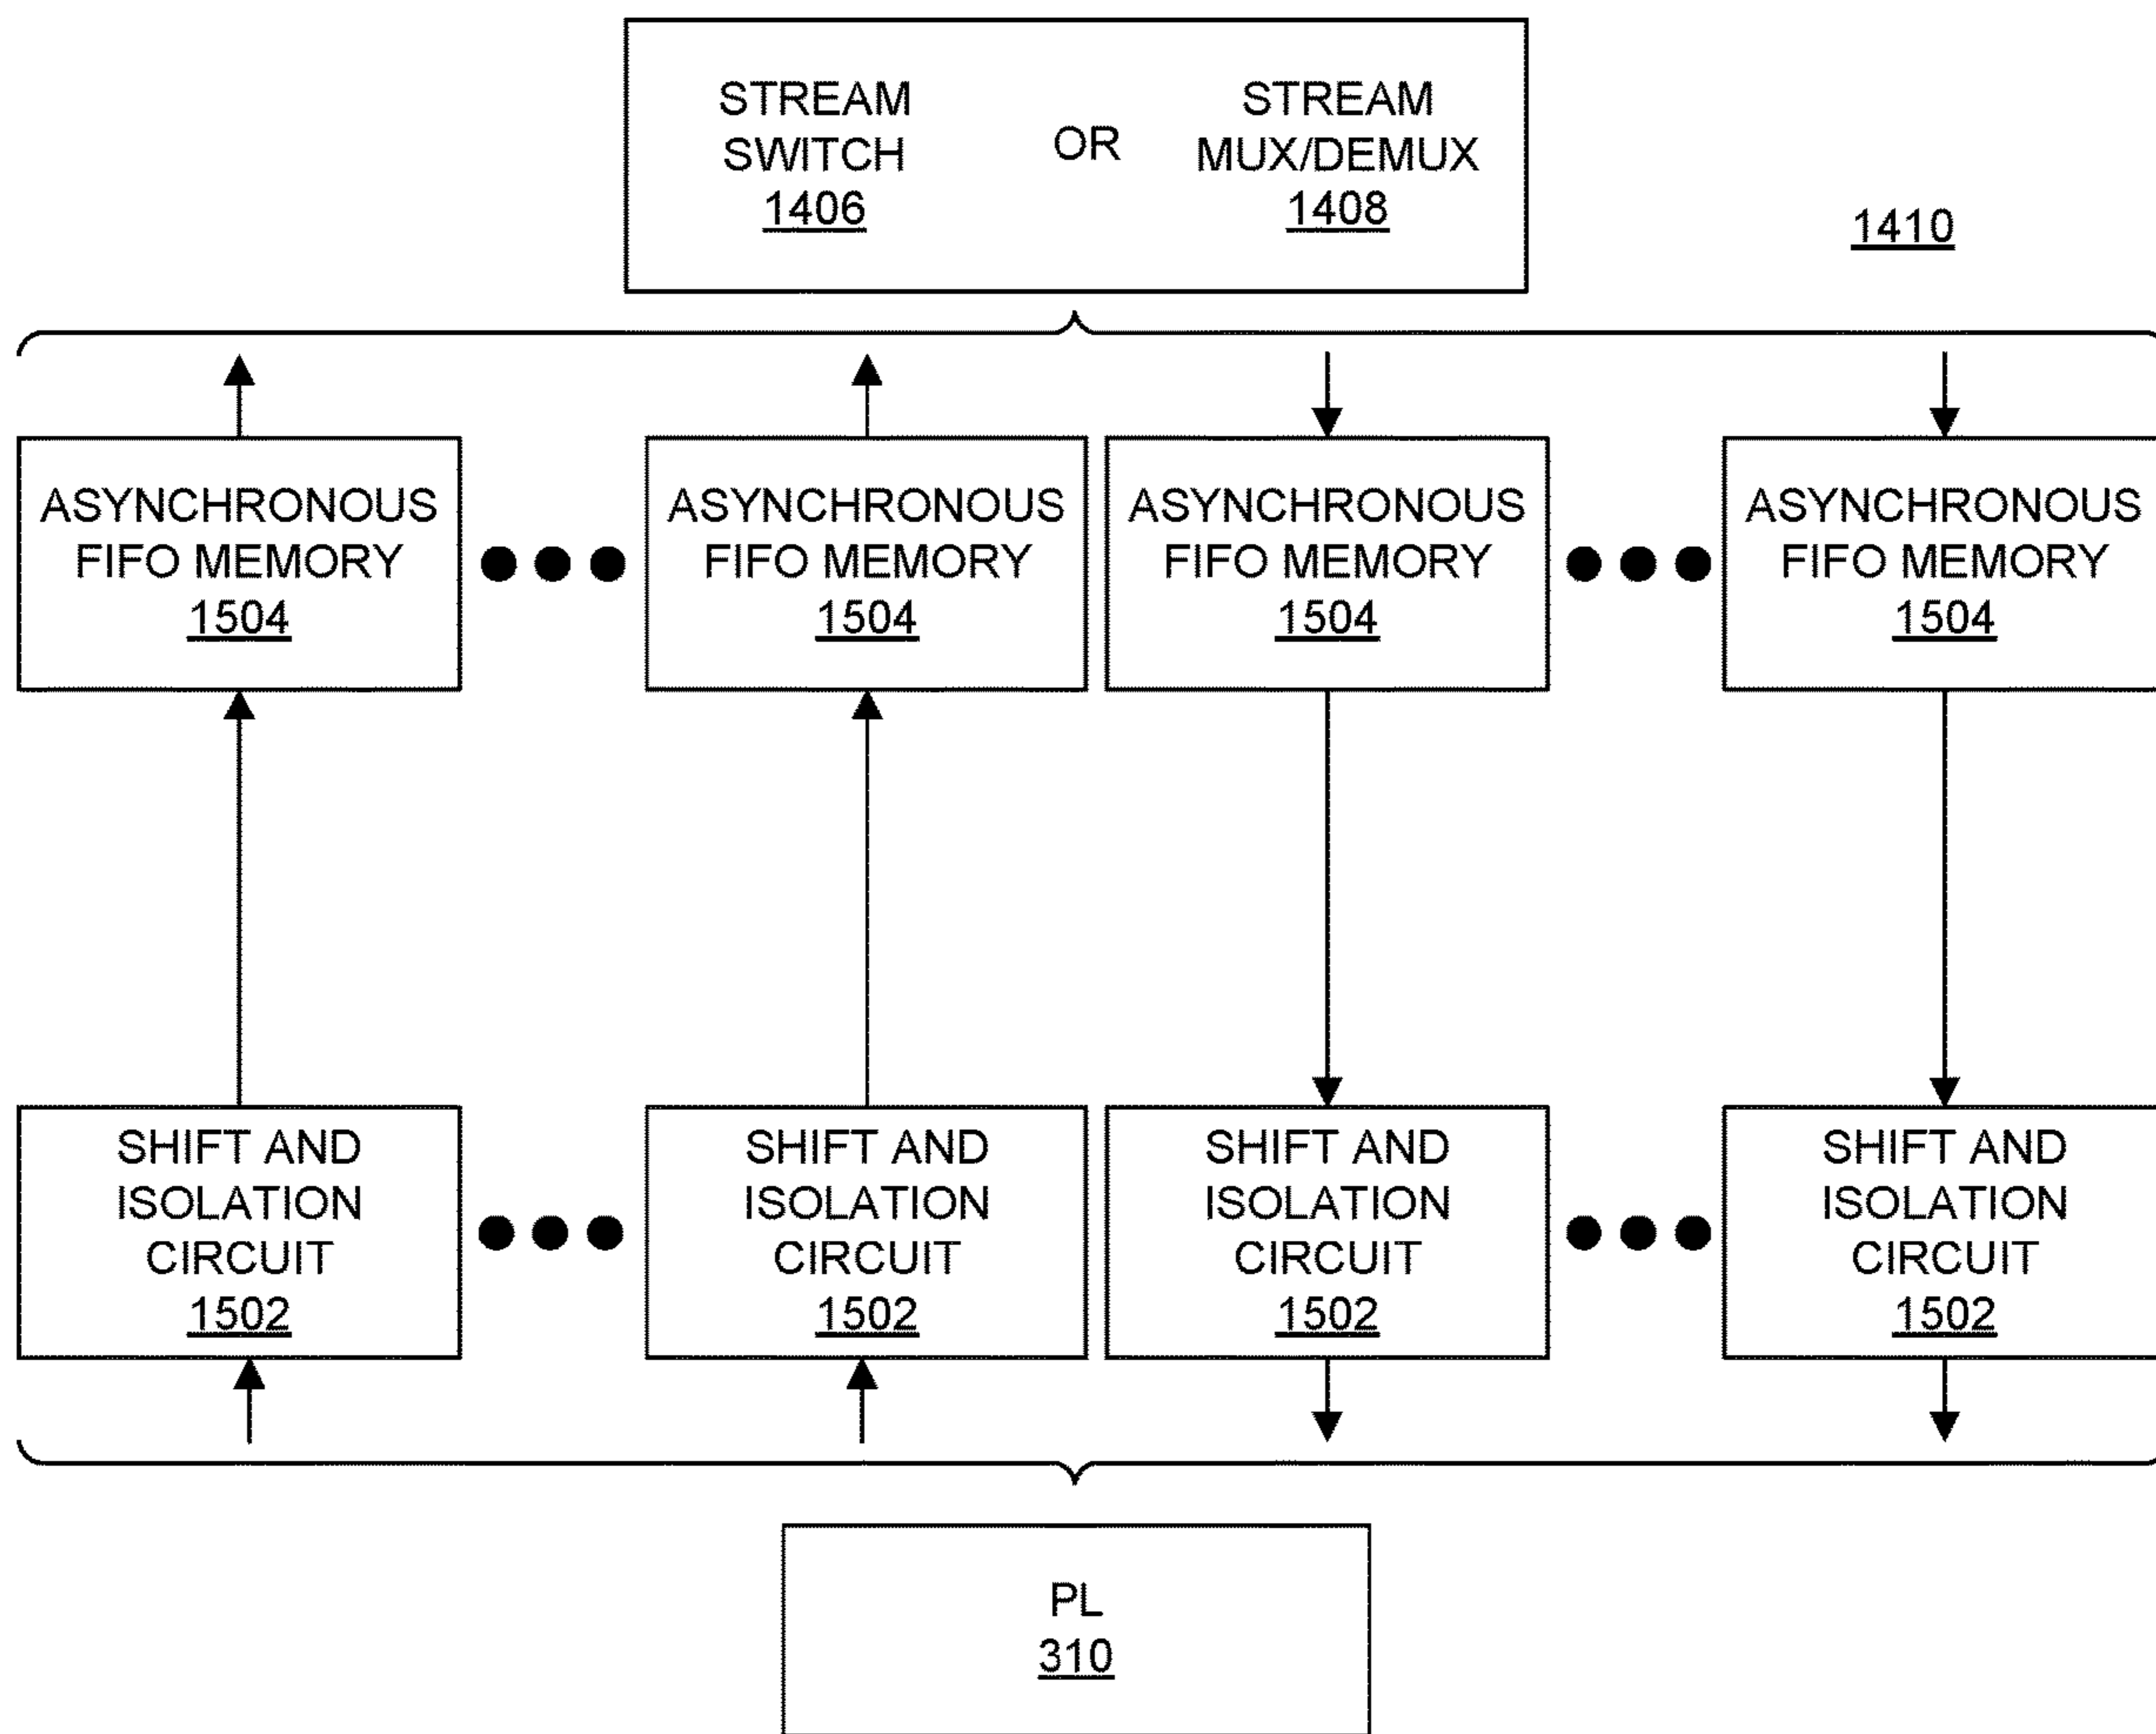 STREAM
SWITCH
1406
OR
STREAM
MUX/DEMUX
1408
1410
ASYNCHRONOUS
FIFO MEMORY
1504
ASYNCHRONOUS
FIFO MEMORY
1504
ASYNCHRONOUS
FIFO MEMORY
1504
ASYNCHRONOUS
FIFO MEMORY
1504
SHIFT AND
ISOLATION
CIRCUIT
1502
SHIFT AND
ISOLATION
CIRCUIT
1502
SHIFT AND
ISOLATION
CIRCUIT
1502
SHIFT AND
ISOLATION
CIRCUIT
1502
PL
310